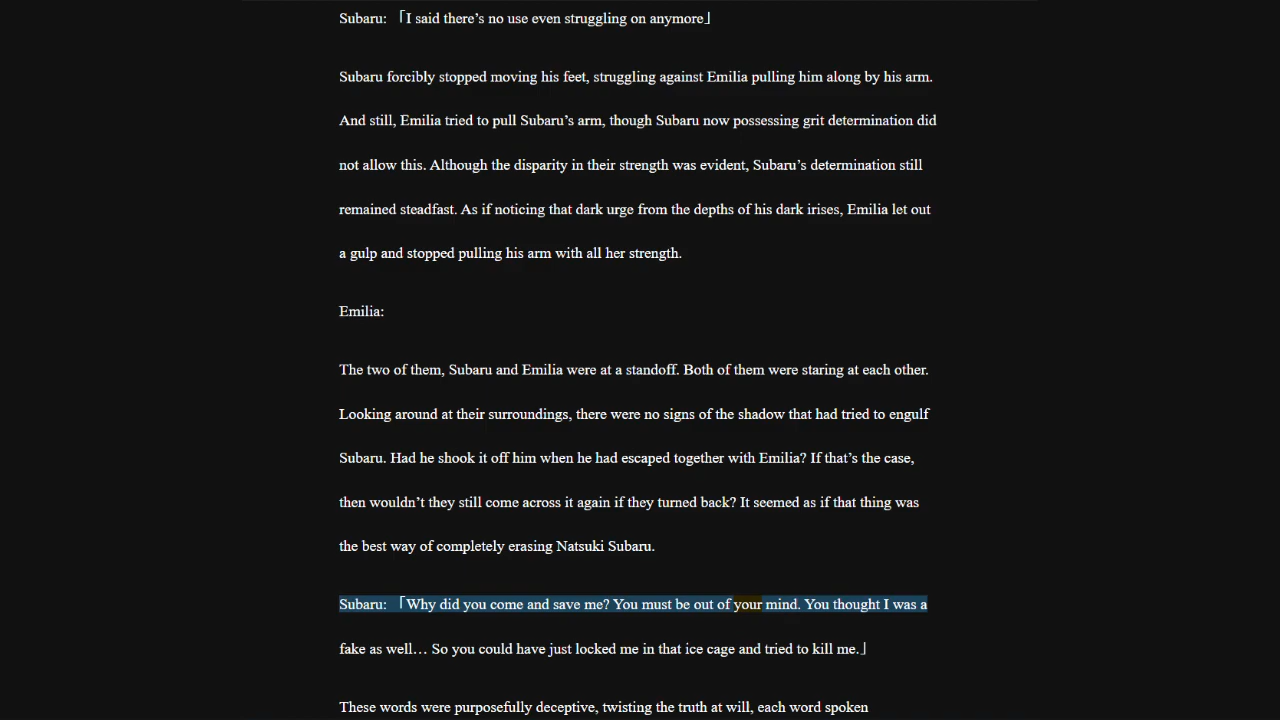 Subaru: 「I said there’s no use even struggling on anymore」
Subaru forcibly stopped moving his feet, struggling against Emilia pulling him along by his arm.
And still, Emilia tried to pull Subaru’s arm, though Subaru now possessing grit determination did
not allow this. Although the disparity in their strength was evident, Subaru’s determination still
remained steadfast. As if noticing that dark urge from the depths of his dark irises, Emilia let out
a gulp and stopped pulling his arm with all her strength.
Emilia:
The two of them, Subaru and Emilia were at a standoff. Both of them were staring at each other.
Looking around at their surroundings, there were no signs of the shadow that had tried to engulf
Subaru. Had he shook it off him when he had escaped together with Emilia? If that’s the case,
then wouldn’t they still come across it again if they turned back? It seemed as if that thing was
the best way of completely erasing Natsuki Subaru.
Subaru: 「Why did you come and save me? You must be out of your mind. You thought I was a
fake as well… So you could have just locked me in that ice cage and tried to kill me.」
These words were purposefully deceptive, twisting the truth at will, each word spoken